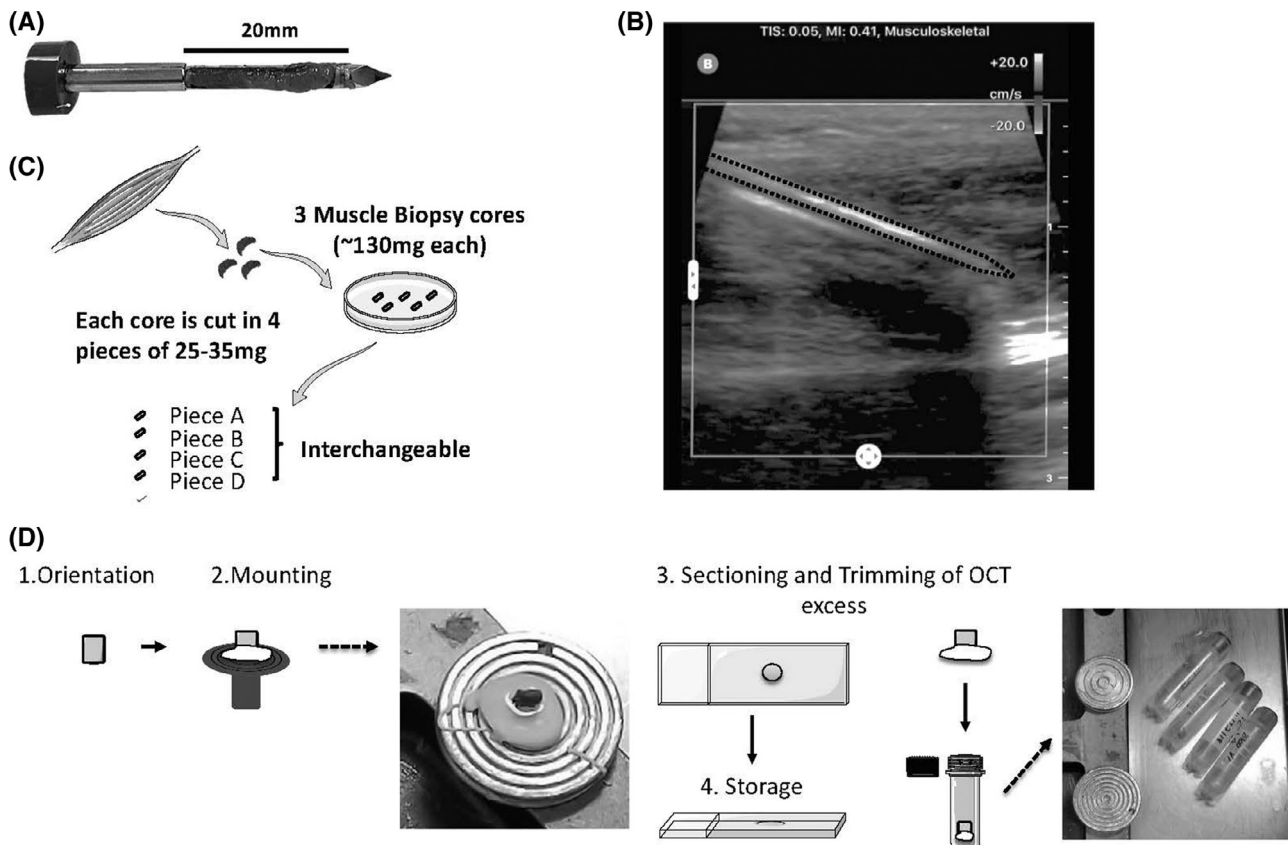 (A)
20mm
(B)
TIS: 0.05, MI: 0.41, Musculoskeletal
B
+20.0
cm/s
-20.0
1
3
(C)
3 Muscle Biopsy cores
(~130mg each)
Each core is cut in 4
pieces of 25-35mg
Piece A
Piece B
Piece C
Piece D
Interchangeable
(D)
1.Orientation
2.Mounting
3. Sectioning and Trimming of OCT
excess
4. Storage